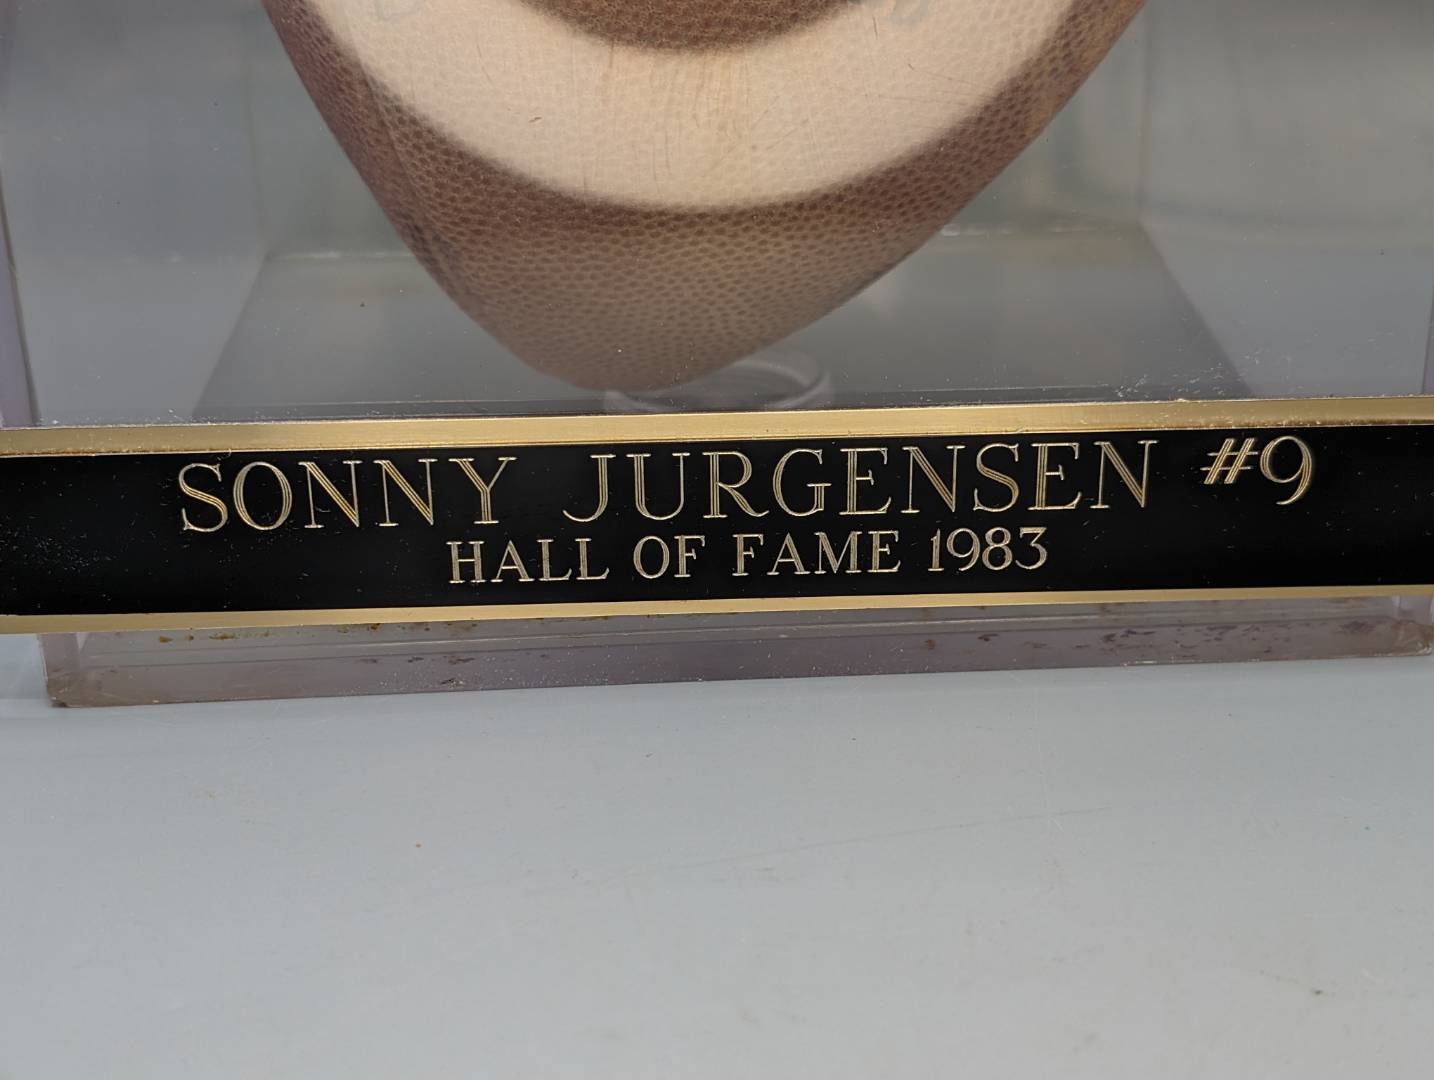 SONNY JURGENSEN #9
HALL OF FAME 1983